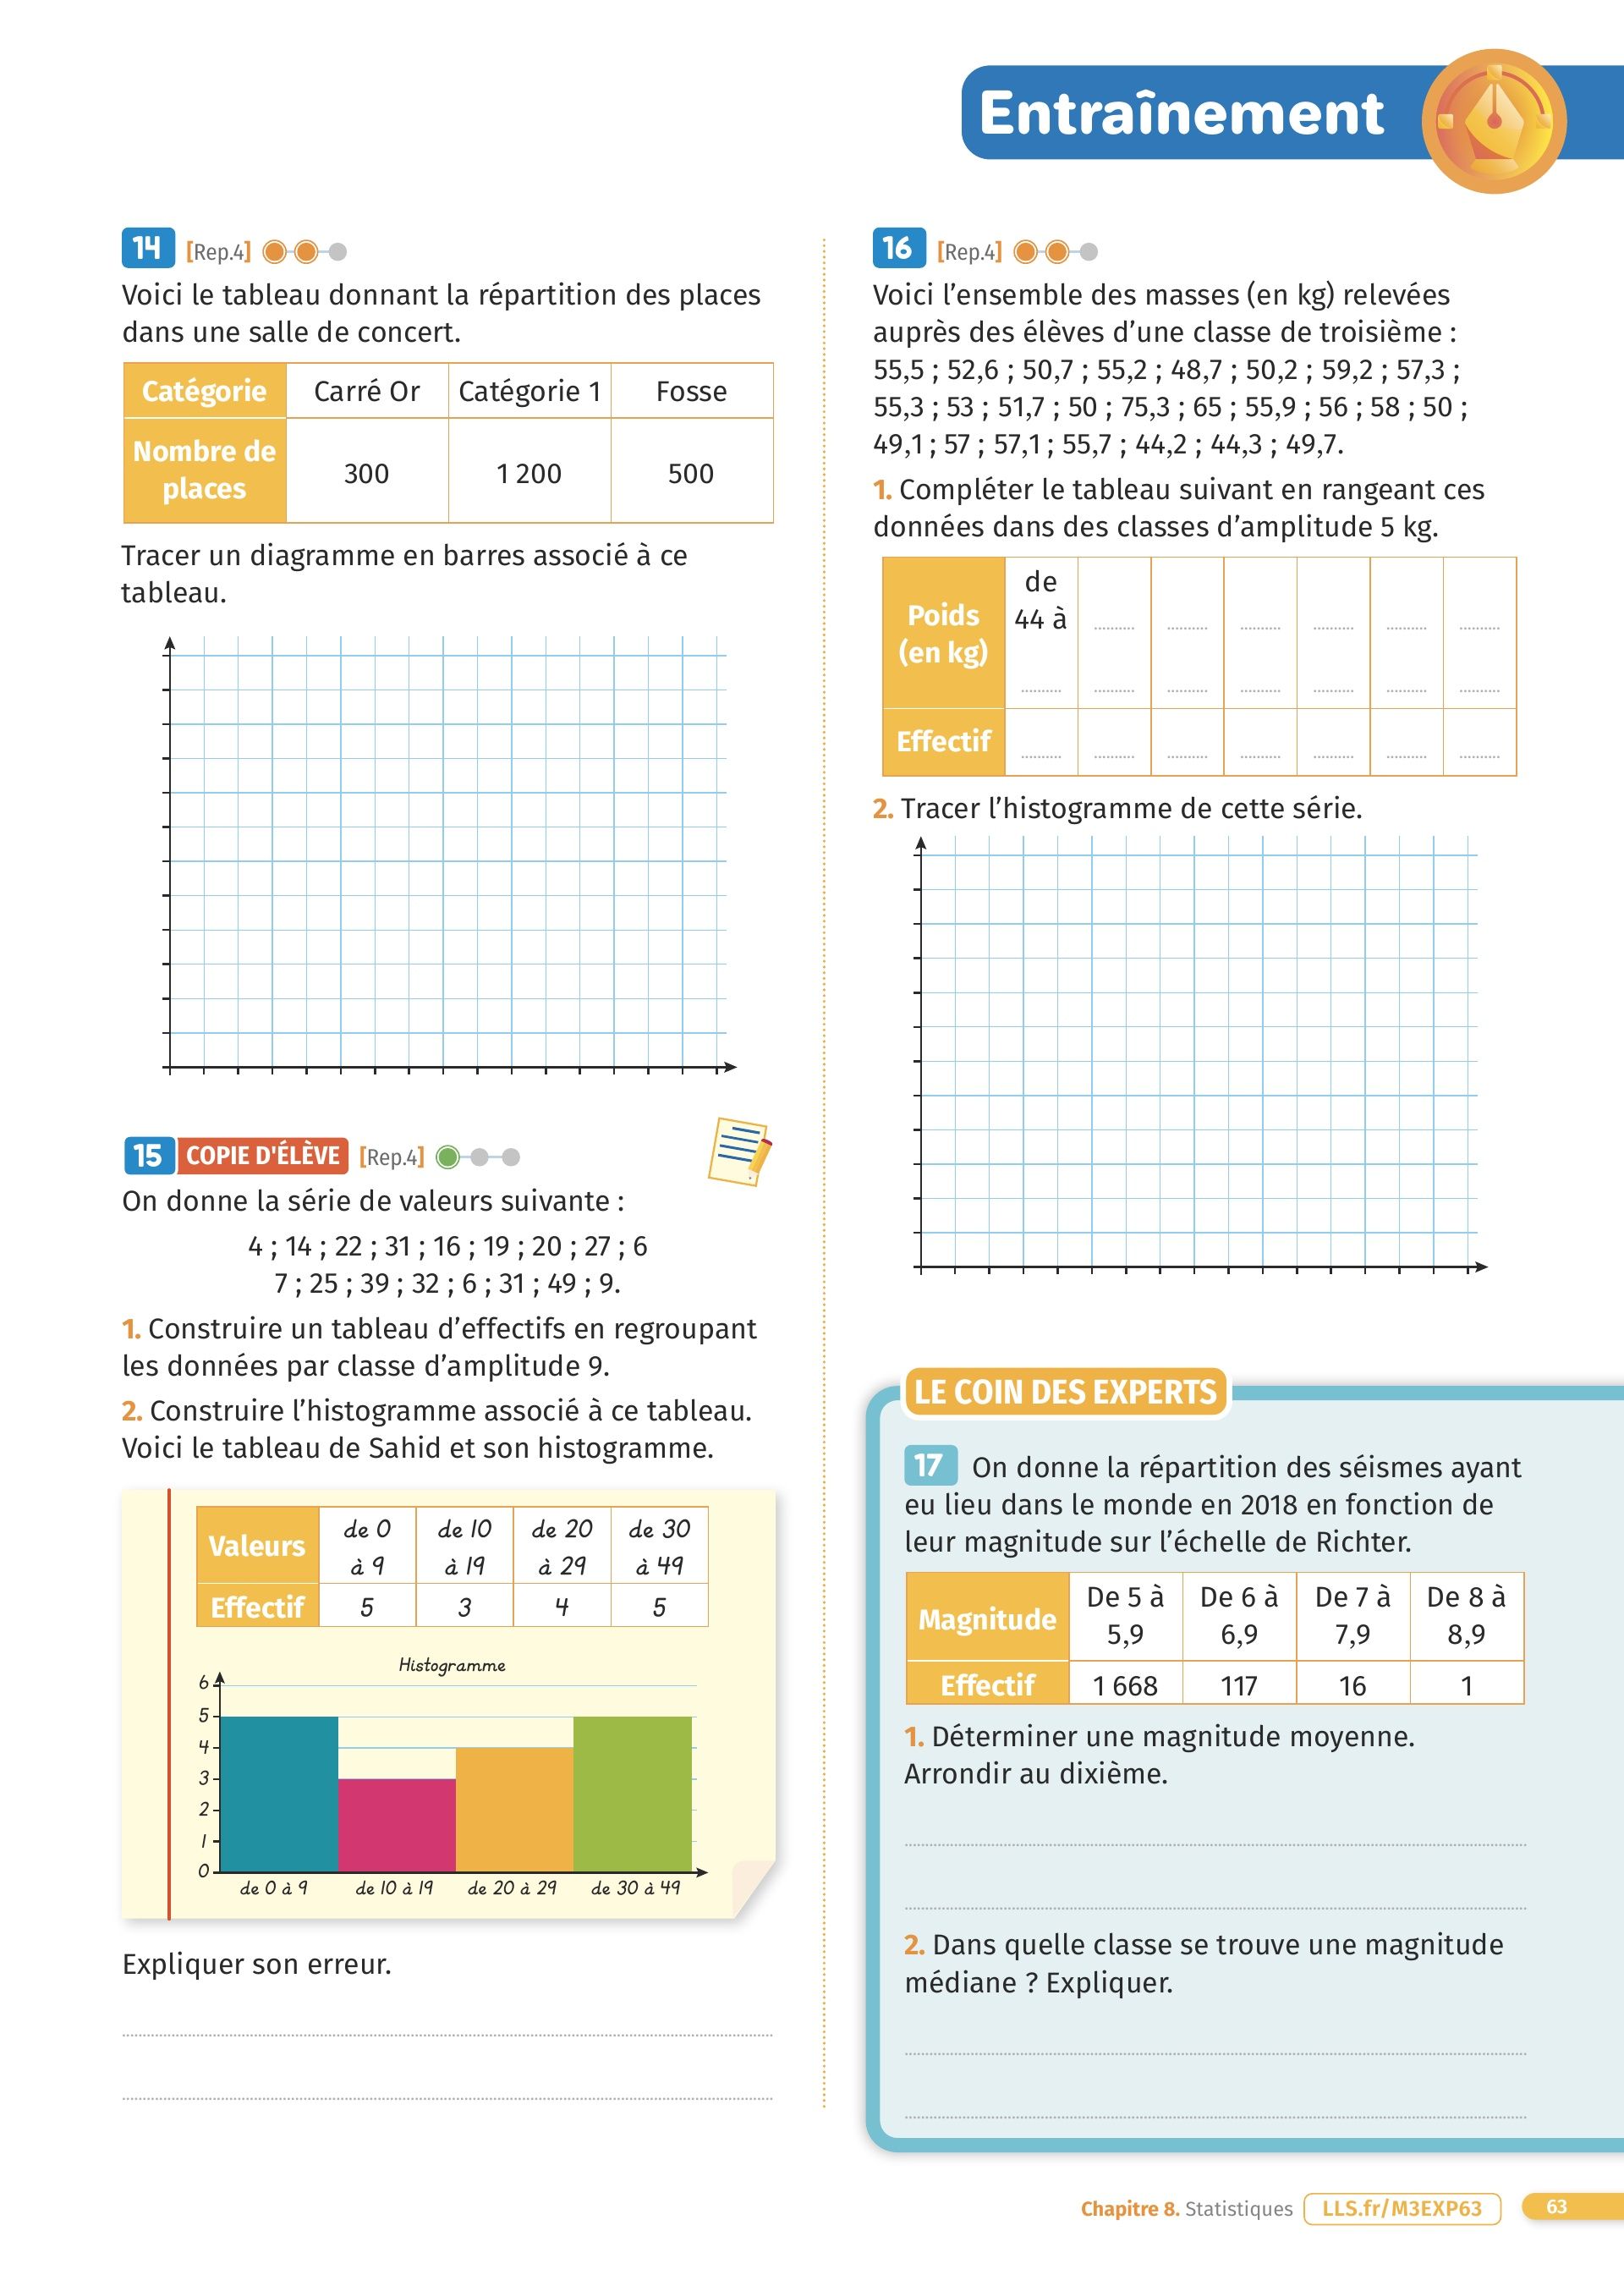 Entraînement
14 [Rep.4]
Voici le tableau donnant la répartition des places
dans une salle de concert.
Catégorie Carré Or Catégorie 1 Fosse
Nombre de
places 300 1 200 500
Tracer un diagramme en barres associé à ce
tableau.
15 COPIE D'ÉLÈVE [Rep.4]
On donne la série de valeurs suivante :
4 ; 14 ; 22 ; 31 ; 16 ; 19 ; 20 ; 27 ; 6
7 ; 25 ; 39 ; 32 ; 6 ; 31 ; 49 ; 9.
1. Construire un tableau d’effectifs en regroupant
les données par classe d’amplitude 9.
2. Construire l’histogramme associé à ce tableau.
Voici le tableau de Sahid et son histogramme.
Valeurs de 0 à 9 de 10 à 19 de 20 à 29 de 30 à 49
Effectif 5 3 4 5
Histogramme
6
5
4
3
2
1
0
de 0 à 9 de 10 à 19 de 20 à 29 de 30 à 49
Expliquer son erreur.
16 [Rep.4]
Voici l’ensemble des masses (en kg) relevées
auprès des élèves d’une classe de troisième :
55,5 ; 52,6 ; 50,7 ; 55,2 ; 48,7 ; 50,2 ; 59,2 ; 57,3 ;
55,3 ; 53 ; 51,7 ; 50 ; 75,3 ; 65 ; 55,9 ; 56 ; 58 ; 50 ;
49,1 ; 57 ; 57,1 ; 55,7 ; 44,2 ; 44,3 ; 49,7.
1. Compléter le tableau suivant en rangeant ces
données dans des classes d’amplitude 5 kg.
Poids
(en kg) de
44 à
Effectif
2. Tracer l’histogramme de cette série.
LE COIN DES EXPERTS
17 On donne la répartition des séismes ayant
eu lieu dans le monde en 2018 en fonction de
leur magnitude sur l’échelle de Richter.
Magnitude De 5 à 5,9 De 6 à 6,9 De 7 à 7,9 De 8 à 8,9
Effectif 1 668 117 16 1
1. Déterminer une magnitude moyenne.
Arrondir au dixième.
2. Dans quelle classe se trouve une magnitude
médiane ? Expliquer.
Chapitre 8. Statistiques LLS.fr/M3EXP63 63